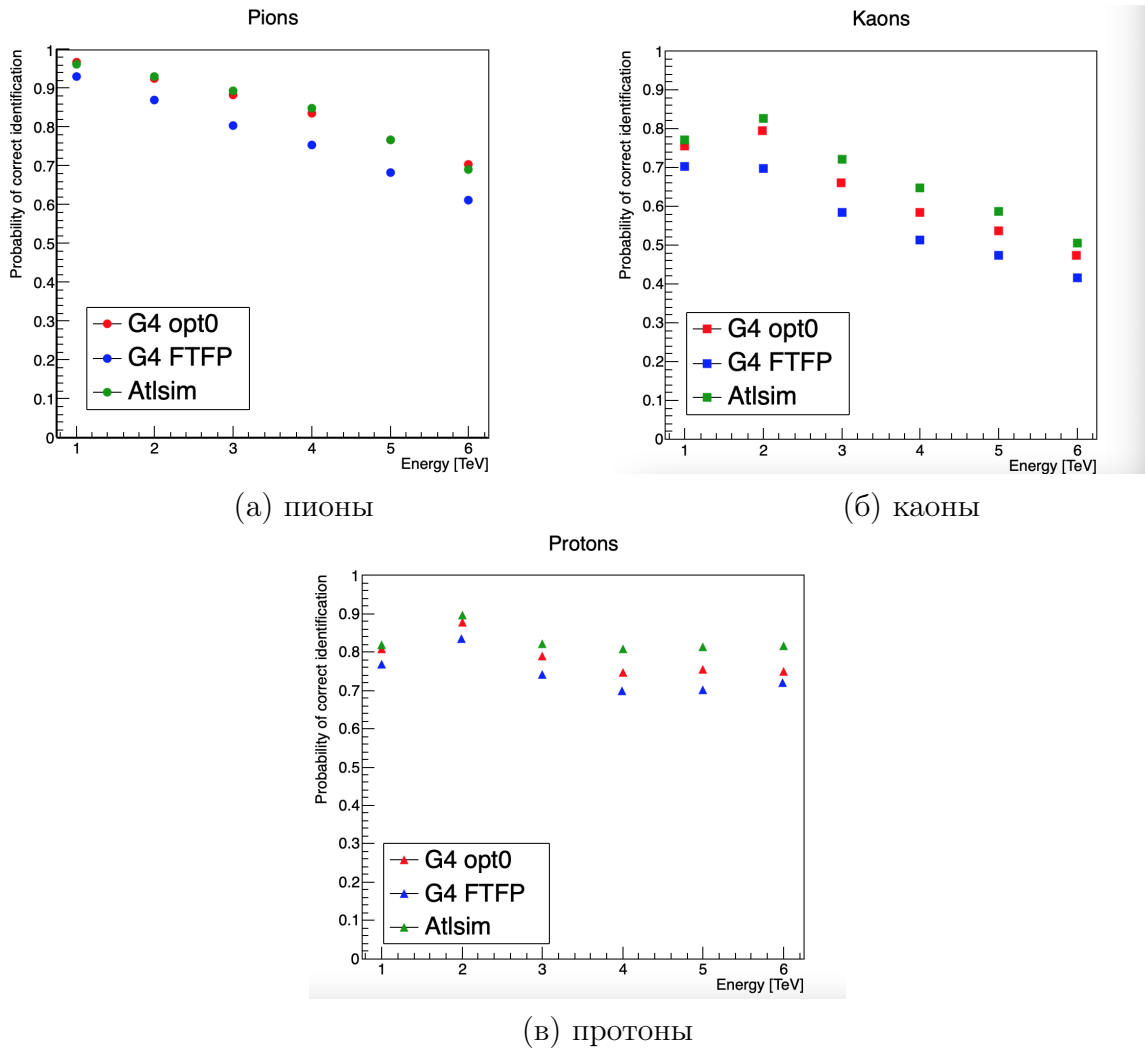 Pions
Probability of correct identification
1
0.9
0.8
0.7
0.6
0.5
0.4
0.3
0.2
0.1
0
G4 opt0
G4 FTFP
Atlsim
1 2 3 4 5 6
Energy [TeV]
(а) пионы
Kaons
Probability of correct identification
1
0.9
0.8
0.7
0.6
0.5
0.4
0.3
0.2
0.1
0
G4 opt0
G4 FTFP
Atlsim
1 2 3 4 5 6
Energy [TeV]
(б) каоны
Protons
Probability of correct identification
1
0.9
0.8
0.7
0.6
0.5
0.4
0.3
0.2
0.1
0
G4 opt0
G4 FTFP
Atlsim
1 2 3 4 5 6
Energy [TeV]
(в) протоны